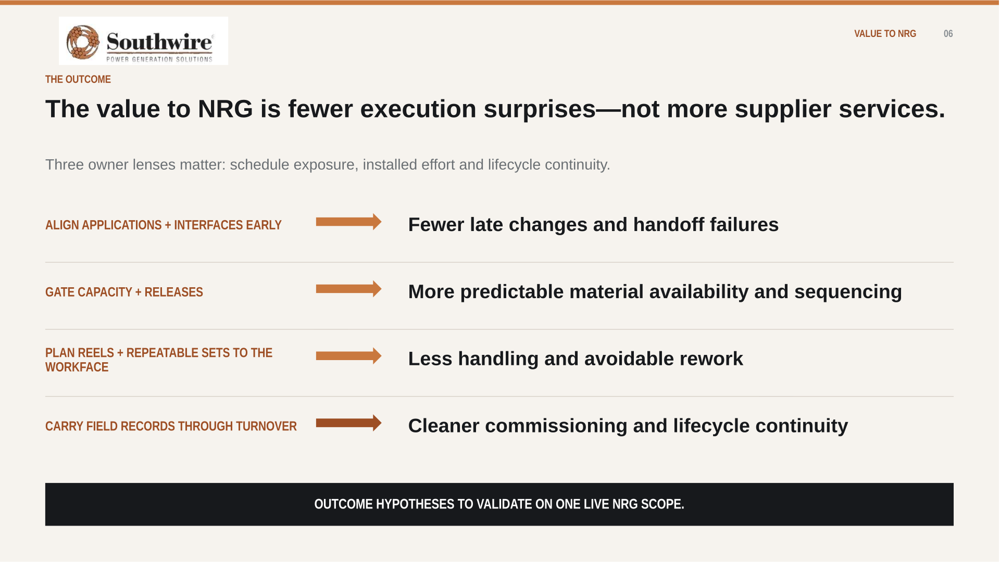 Southwire
POWER GENERATION SOLUTIONS
VALUE TO NRG 06
THE OUTCOME
The value to NRG is fewer execution surprises—not more supplier services.
Three owner lenses matter: schedule exposure, installed effort and lifecycle continuity.
ALIGN APPLICATIONS + INTERFACES EARLY
Fewer late changes and handoff failures
GATE CAPACITY + RELEASES
More predictable material availability and sequencing
PLAN REELS + REPEATABLE SETS TO THE
WORKFACE
Less handling and avoidable rework
CARRY FIELD RECORDS THROUGH TURNOVER
Cleaner commissioning and lifecycle continuity
OUTCOME HYPOTHESES TO VALIDATE ON ONE LIVE NRG SCOPE.